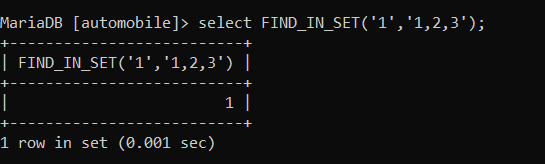 MariaDB [automobile]> select FIND_IN_SET('1','1,2,3');
+--------------------------+
| FIND_IN_SET('1','1,2,3') |
+--------------------------+
|                        1 |
+--------------------------+
1 row in set (0.001 sec)